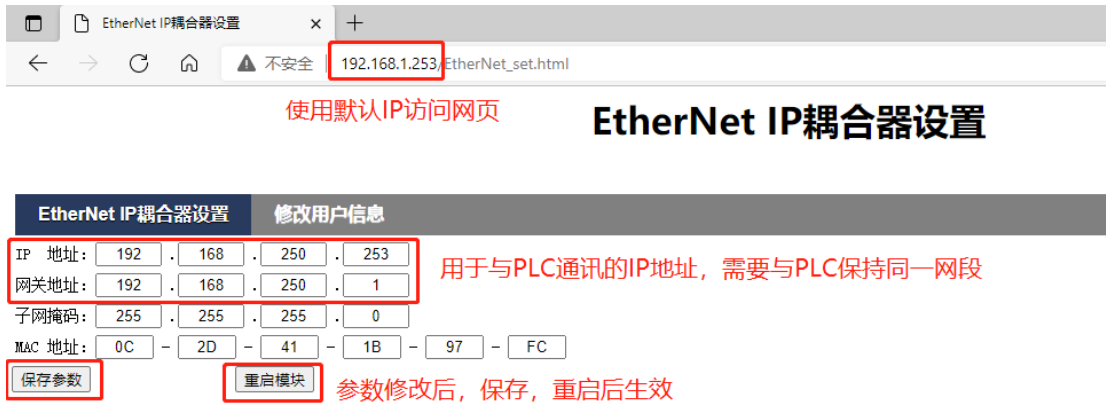 EtherNet IP耦合器设置
不安全 192.168.1.253/EtherNet_set.html
使用默认IP访问网页
EtherNet IP耦合器设置
EtherNet IP耦合器设置 修改用户信息
IP 地址: 192 . 168 . 250 . 253
网关地址: 192 . 168 . 250 . 1
用于与PLC通讯的IP地址，需要与PLC保持同一网段
子网掩码: 255 . 255 . 255 . 0
MAC 地址: 0C - 2D - 41 - 1B - 97 - FC
保存参数 重启模块 参数修改后，保存，重启后生效